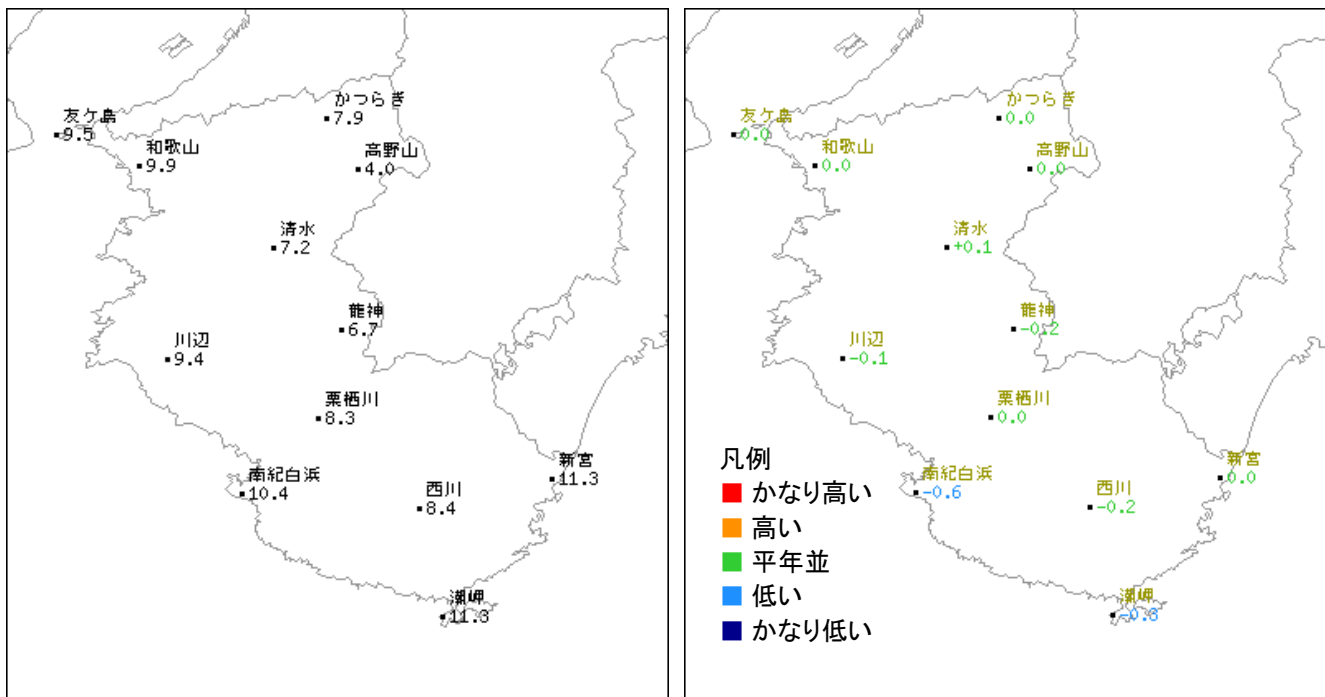 かつらぎ
7.9
友ケ島
9.5
和歌山
9.9
高野山
4.0
清水
7.2
龍神
6.7
川辺
9.4
栗栖川
8.3
南紀白浜
10.4
新宮
11.3
西川
8.4
潮岬
11.3
かつらぎ
0.0
友ケ島
0.0
和歌山
0.0
高野山
0.0
清水
+0.1
龍神
-0.2
川辺
-0.1
栗栖川
0.0
南紀白浜
-0.6
新宮
0.0
西川
-0.2
潮岬
凡例
かなり高い
高い
平年並
低い
かなり低い